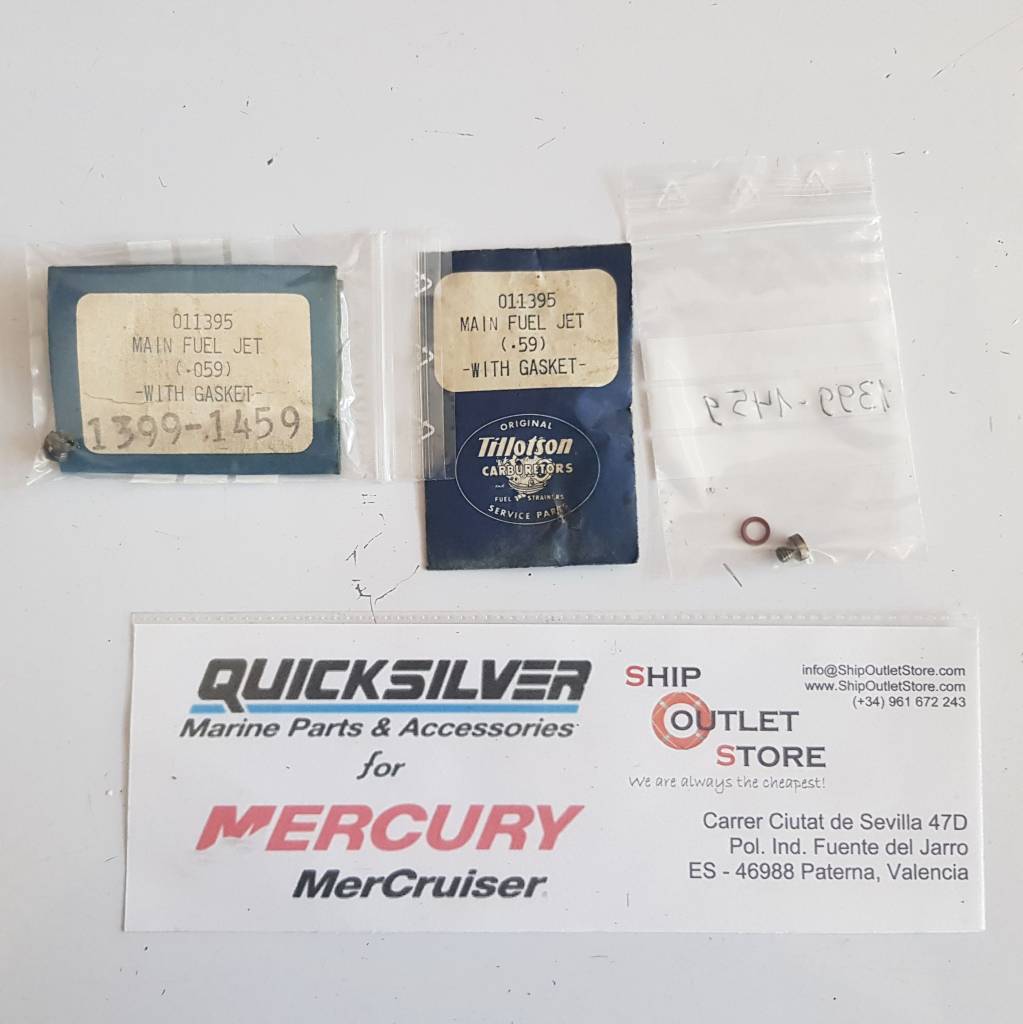 011395
MAIN FUEL JET
(.059)
-WITH GASKET-
1399-1459
011395
MAIN FUEL JET
(.59)
-WITH GASKET-
ORIGINAL
Tillotson
CARBURETORS
and
FUEL STRAINERS
SERVICE PARTS
1399-1459
QUICKSILVER
Marine Parts & Accessories
for
MERCURY
MerCruiser
SHIP
OUTLET
STORE
We are always the cheapest!
info@ShipOutletStore.com
www.ShipOutletStore.com
(+34) 961 672 243
Carrer Ciutat de Sevilla 47D
Pol. Ind. Fuente del Jarro
ES - 46988 Paterna, Valencia